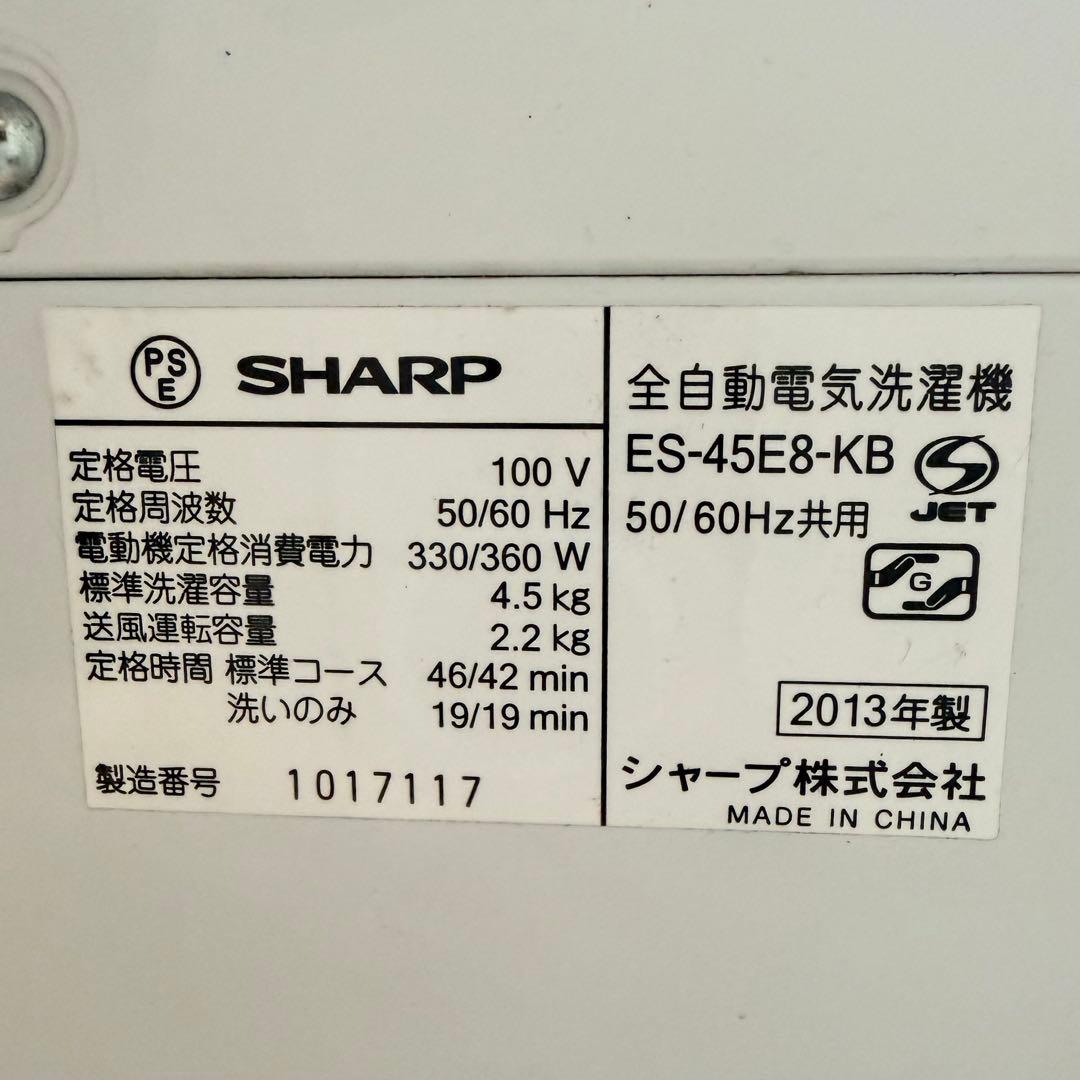 PSE SHARP
定格電圧 100 V
定格周波数 50/60 Hz
電動機定格消費電力 330/360 W
標準洗濯容量 4.5 kg
送風運転容量 2.2 kg
定格時間 標準コース 46/42 min
洗いのみ 19/19 min
製造番号 1017117
全自動電気洗濯機
ES-45E8-KB
JET
50/60Hz共用
G
2013年製
シャープ株式会社
MADE IN CHINA